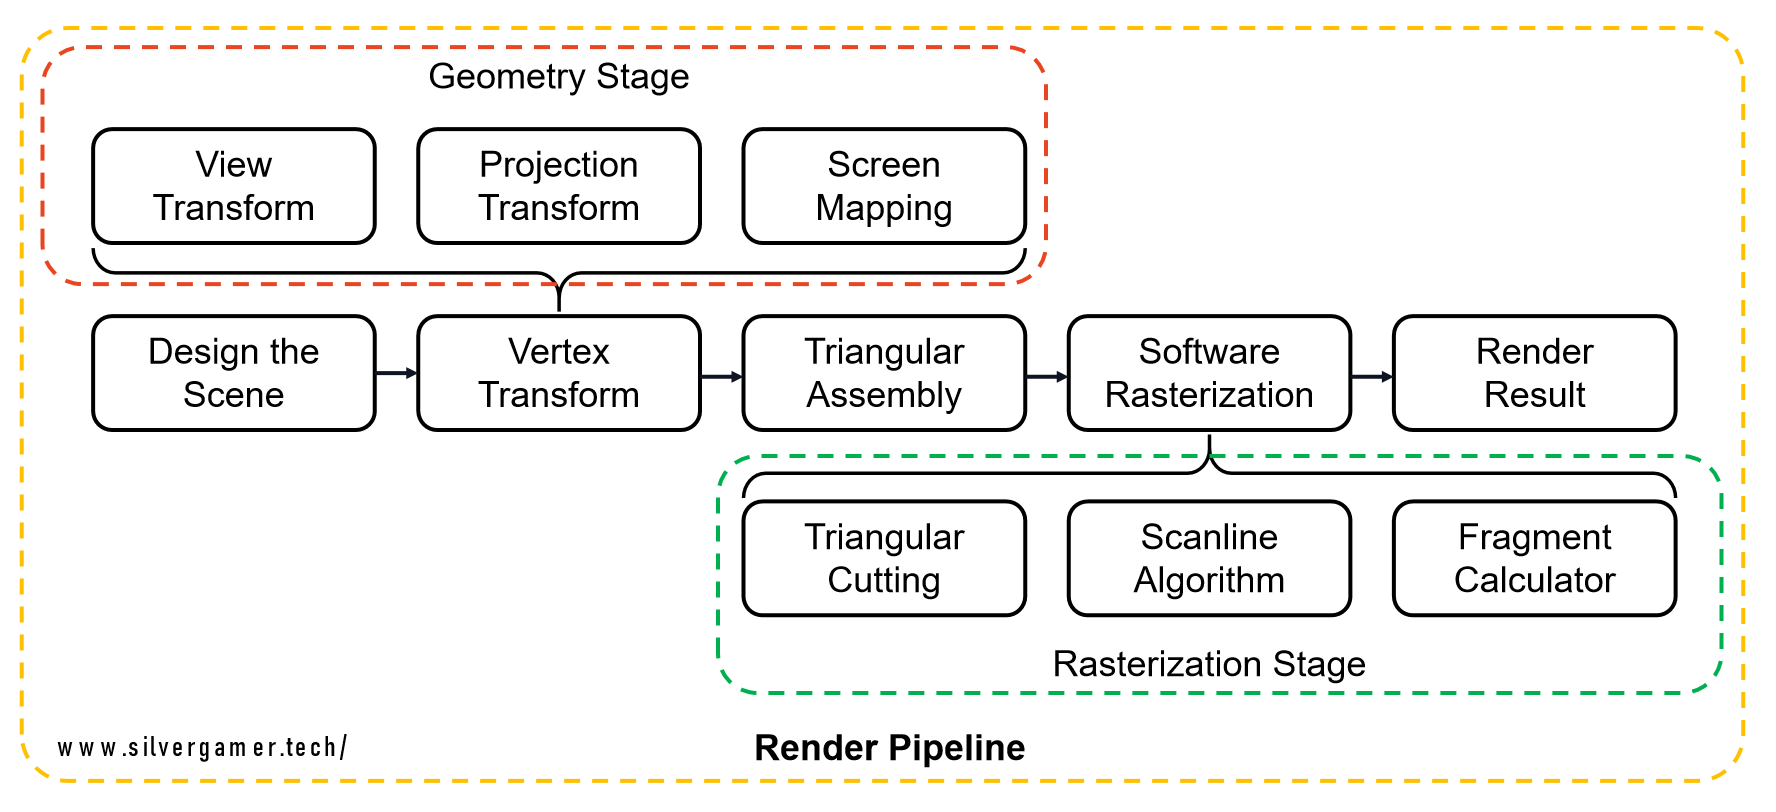 Geometry Stage
View
Transform
Projection
Transform
Screen
Mapping
Design the
Scene
Vertex
Transform
Triangular
Assembly
Software
Rasterization
Render
Result
Triangular
Cutting
Scanline
Algorithm
Fragment
Calculator
Rasterization Stage
www.silvergamer.tech/
Render Pipeline